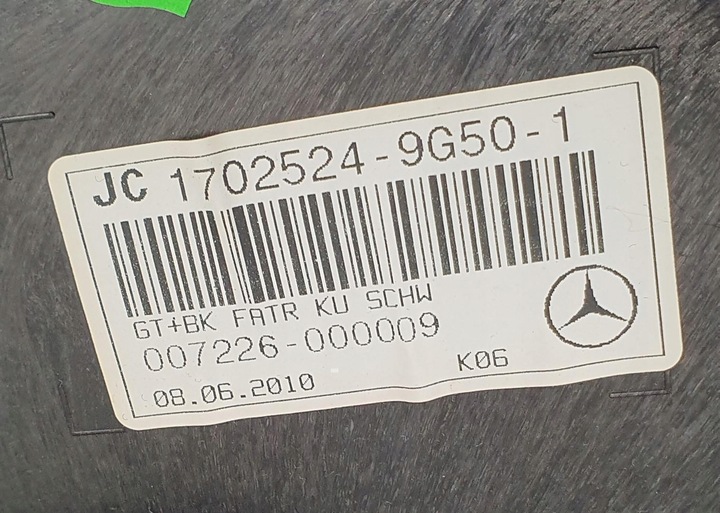 JC 1702524-9G50-1
GT+BK FATR KU SCHW
007226-000009
08.06.2010 K06